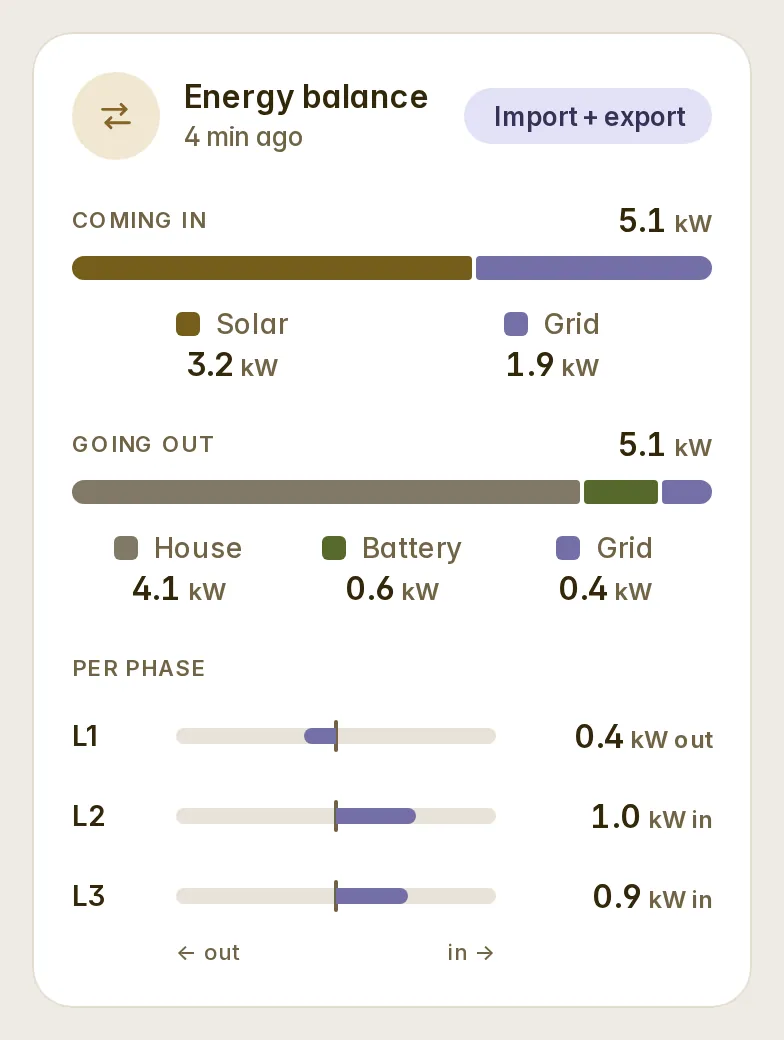 Energy balance
4 min ago
Import + export
COMING IN
5.1 kW
Solar
Grid
3.2 kW
1.9 kW
GOING OUT
5.1 kW
House
Battery
Grid
4.1 kW
0.6 kW
0.4 kW
PER PHASE
L1
0.4 kW out
L2
1.0 kW in
L3
0.9 kW in
← out
in →